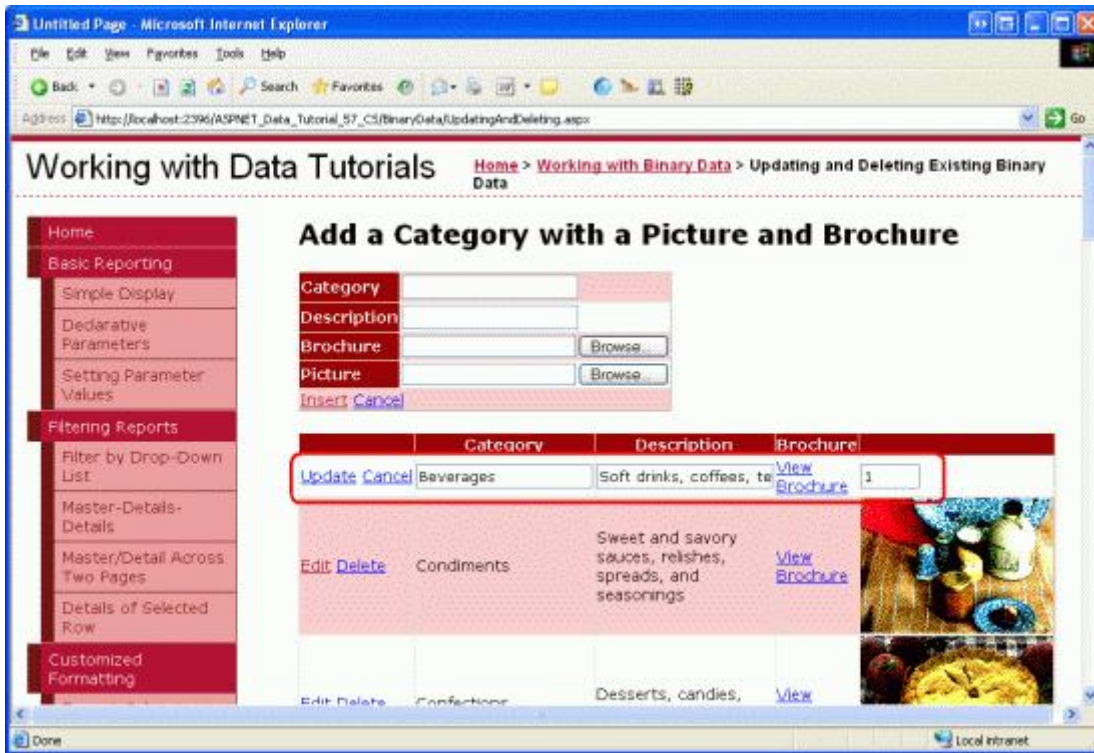 Untitled Page - Microsoft Internet Explorer
File Edit View Favorites Tools Help
Back Search Favorites
Address http://localhost:2396/ASPNET_Data_Tutorial_57_CS/BinaryData/UpdatingAndDeleting.aspx Go
Working with Data Tutorials
Home > Working with Binary Data > Updating and Deleting Existing Binary
Data
Home
Basic Reporting
Simple Display
Declarative
Parameters
Setting Parameter
Values
Filtering Reports
Filter by Drop-Down
List
Master-Details-
Details
Master/Detail Across
Two Pages
Details of Selected
Row
Customized
Formatting
Add a Category with a Picture and Brochure
Category
Description
Brochure Browse...
Picture Browse...
Insert Cancel
Category Description Brochure
Update Cancel Beverages Soft drinks, coffees, te View
Brochure 1
Sweet and savory
sauces, relishes,
spreads, and
seasonings
Edit Delete Condiments View
Brochure
Edit Delete Confections Desserts, candies, View
Done Local intranet